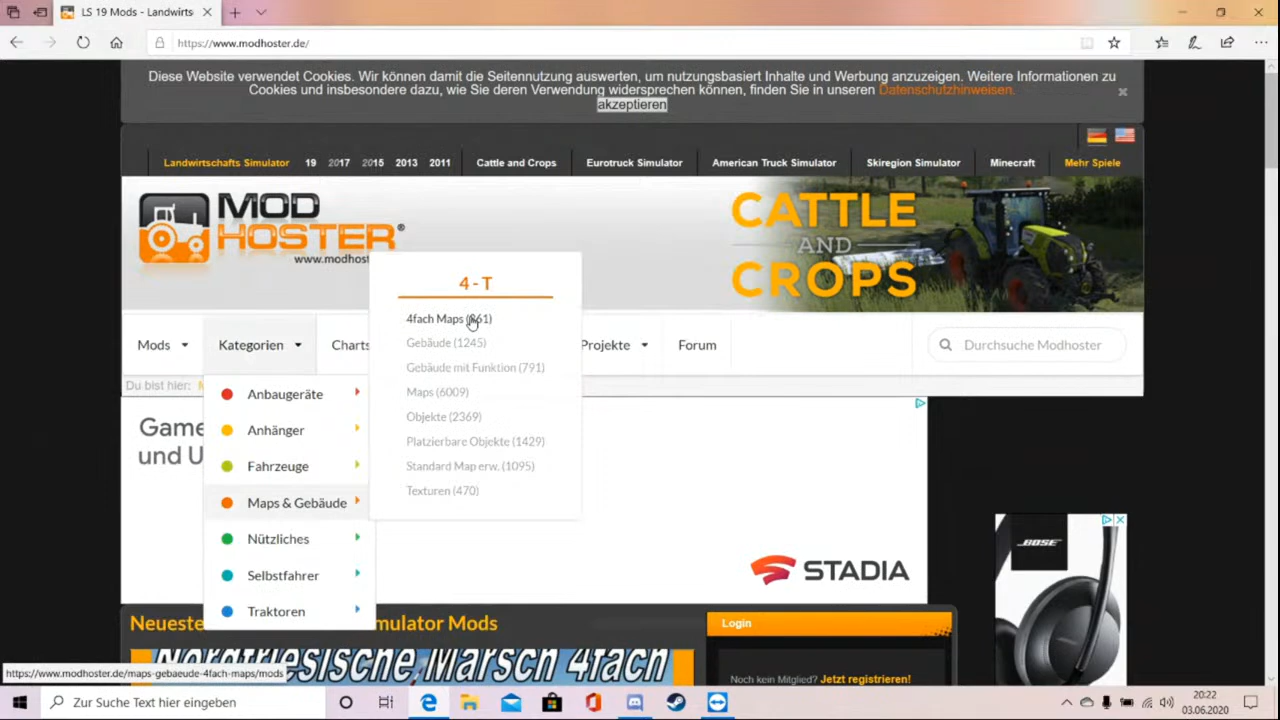 LS 19 Mods - Landwirts
https://www.modhoster.de/
Diese Website verwendet Cookies. Wir können damit die Seitennutzung auswerten, um nutzungsbasiert Inhalte und Werbung anzuzeigen. Weitere Informationen zu
Cookies und insbesondere dazu, wie Sie deren Verwendung widersprechen können, finden Sie in unseren Datenschutzhinweisen.
akzeptieren
Landwirtschafts Simulator 19 2017 2015 2013 2011 Cattle and Crops Eurotruck Simulator American Truck Simulator Skiregion Simulator Minecraft Mehr Spiele
MOD
HOSTER®
www.modhost
CATTLE
AND
CROPS
4 - T
4fach Maps (861)
Gebäude (1245)
Gebäude mit Funktion (791)
Maps (6009)
Objekte (2369)
Platzierbare Objekte (1429)
Standard Map erw. (1095)
Texturen (470)
Mods Kategorien Charts Projekte Forum Durchsuche Modhoster
Du bist hier:
Anbaugeräte
Anhänger
Fahrzeuge
Maps & Gebäude
Nützliches
Selbstfahrer
Traktoren
Game
und U
STADIA
BOSE
Neueste mulator Mods
Login
Nordfriesische Marsch 4fach
Noch kein Mitglied? Jetzt registrieren!
https://www.modhoster.de/maps-gebaeude-4fach-maps/mods
Zur Suche Text hier eingeben
20:22
03.06.2020